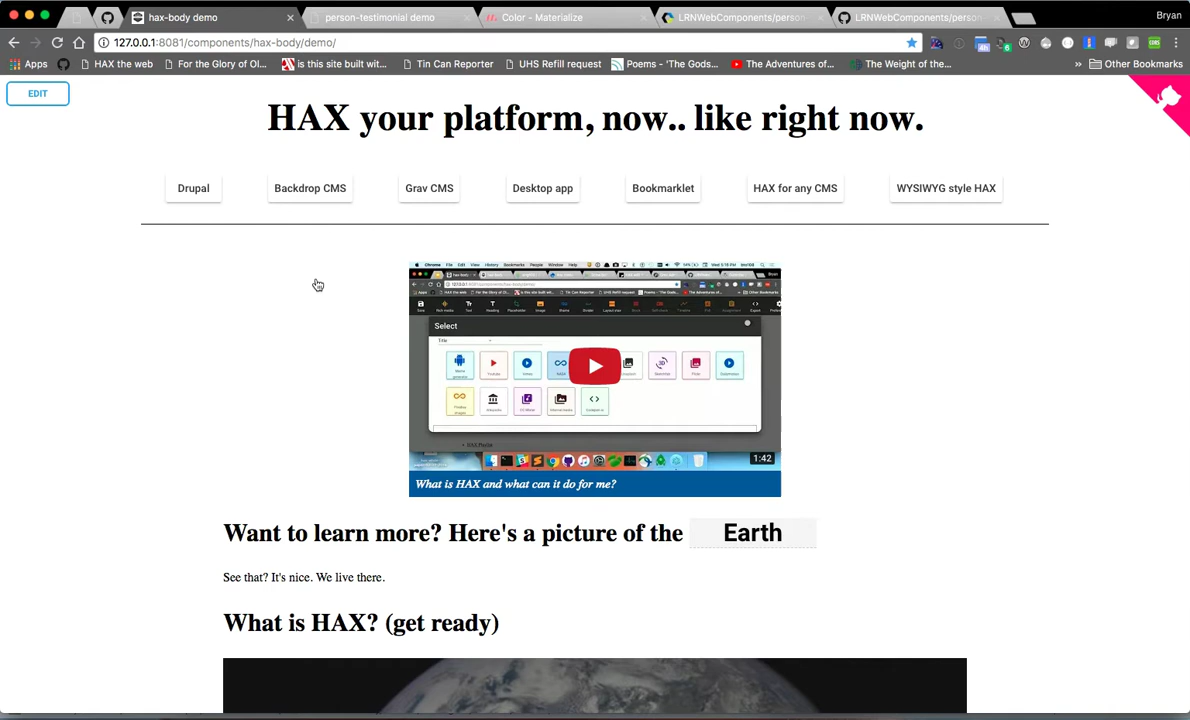 hax-body demo
person-testimonial demo
Color - Materialize
LRNWebComponents/person-
LRNWebComponents/person-
Bryan
127.0.0.1:8081/components/hax-body/demo/
Apps
HAX the web
For the Glory of Ol...
is this site built wit...
Tin Can Reporter
UHS Refill request
Poems - 'The Gods...
The Adventures of...
The Weight of the...
»
Other Bookmarks
EDIT
HAX your platform, now.. like right now.
Drupal
Backdrop CMS
Grav CMS
Desktop app
Bookmarklet
HAX for any CMS
WYSIWYG style HAX
Select
Title
1:42
What is HAX and what can it do for me?
Want to learn more? Here's a picture of the Earth
See that? It's nice. We live there.
What is HAX? (get ready)